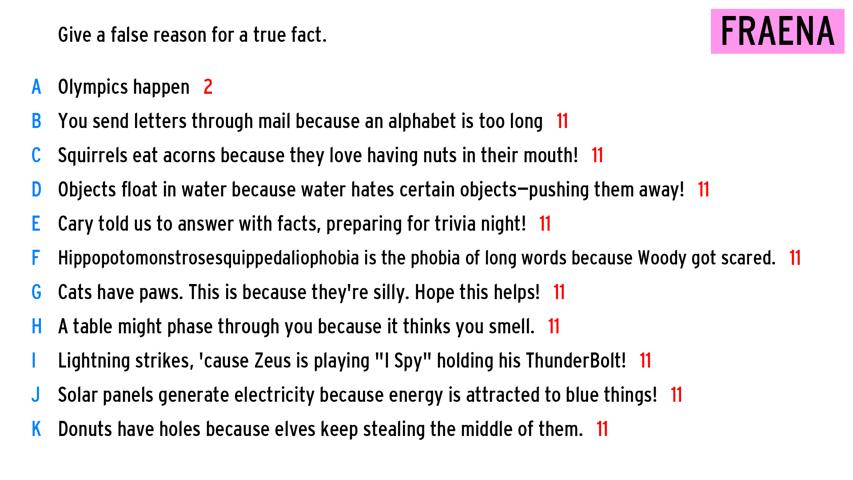 Give a false reason for a true fact.
FRAENA
A Olympics happen 2
B You send letters through mail because an alphabet is too long 11
C Squirrels eat acorns because they love having nuts in their mouth! 11
D Objects float in water because water hates certain objects—pushing them away! 11
E Cary told us to answer with facts, preparing for trivia night! 11
F Hippopotomonstrosesquippedaliophobia is the phobia of long words because Woody got scared. 11
G Cats have paws. This is because they're silly. Hope this helps! 11
H A table might phase through you because it thinks you smell. 11
I Lightning strikes, 'cause Zeus is playing "I Spy" holding his ThunderBolt! 11
J Solar panels generate electricity because energy is attracted to blue things! 11
K Donuts have holes because elves keep stealing the middle of them. 11